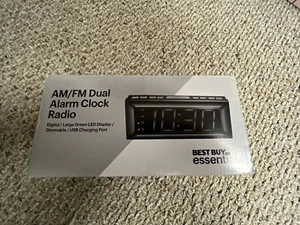 AM/FM Dual
Alarm Clock
Radio
Digital / Large Green LED Display /
Dimmable / USB Charging Port
BEST BUY
essentials